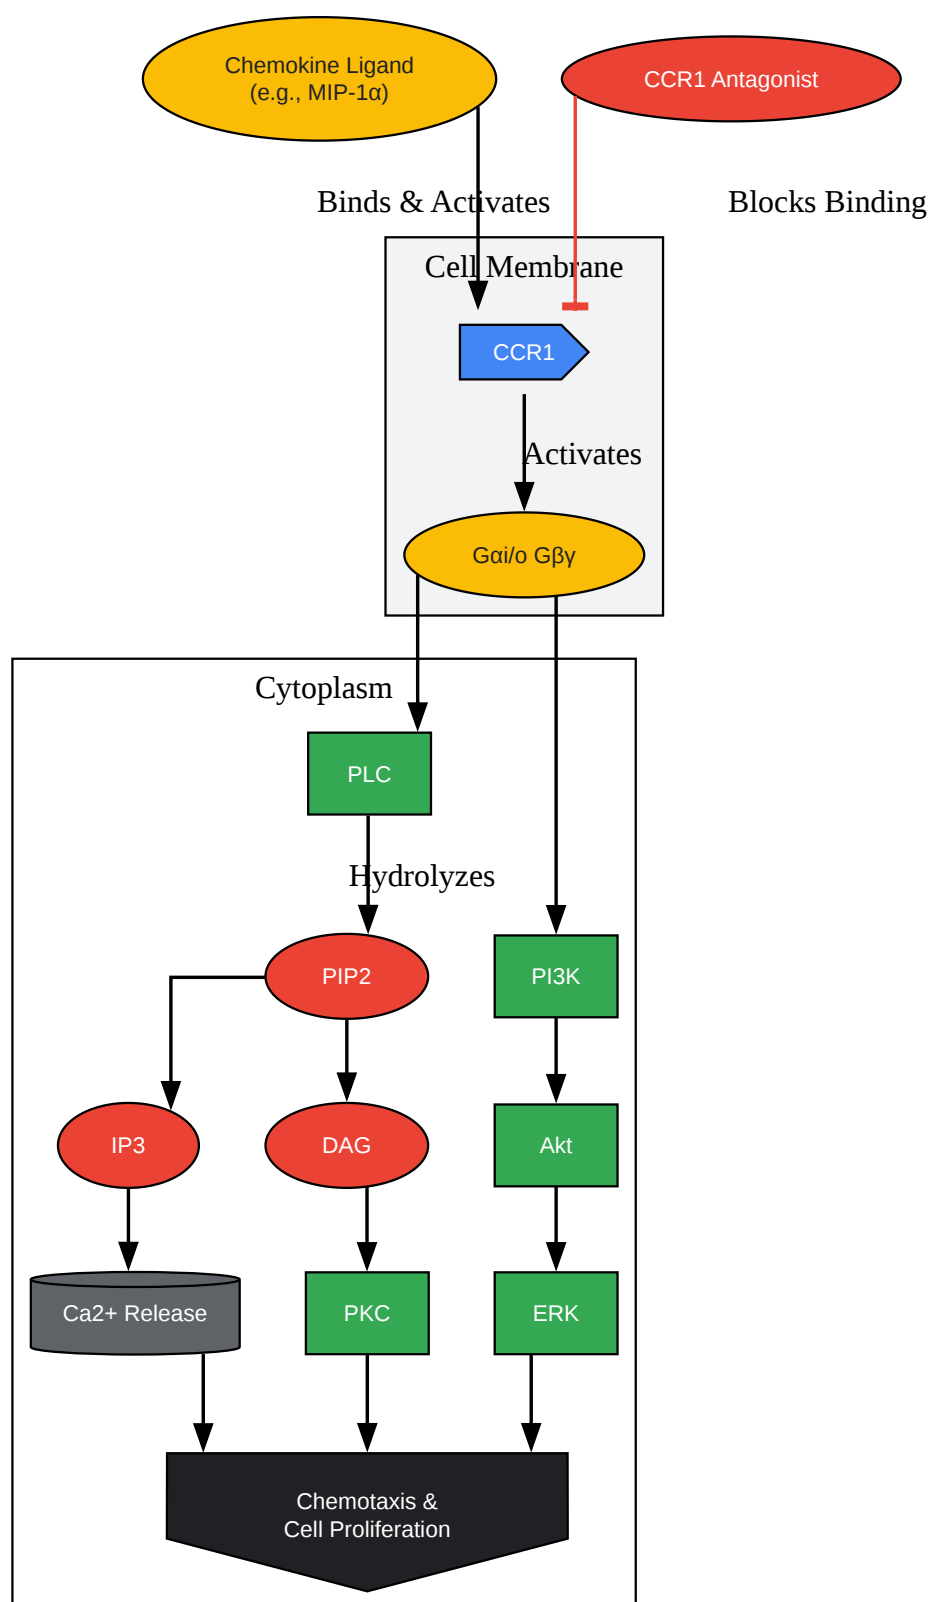 Chemokine Ligand
(e.g., MIP-1α)
CCR1 Antagonist
Binds & Activates
Blocks Binding
Cell Membrane
CCR1
Activates
Gαi/o Gβγ
Cytoplasm
PLC
Hydrolyzes
PIP2
PI3K
IP3
DAG
Akt
Ca2+ Release
PKC
ERK
Chemotaxis &
Cell Proliferation